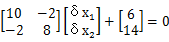 [10 -2; -2 8] [δ x₁; δ x₂] + [6; 14] = 0